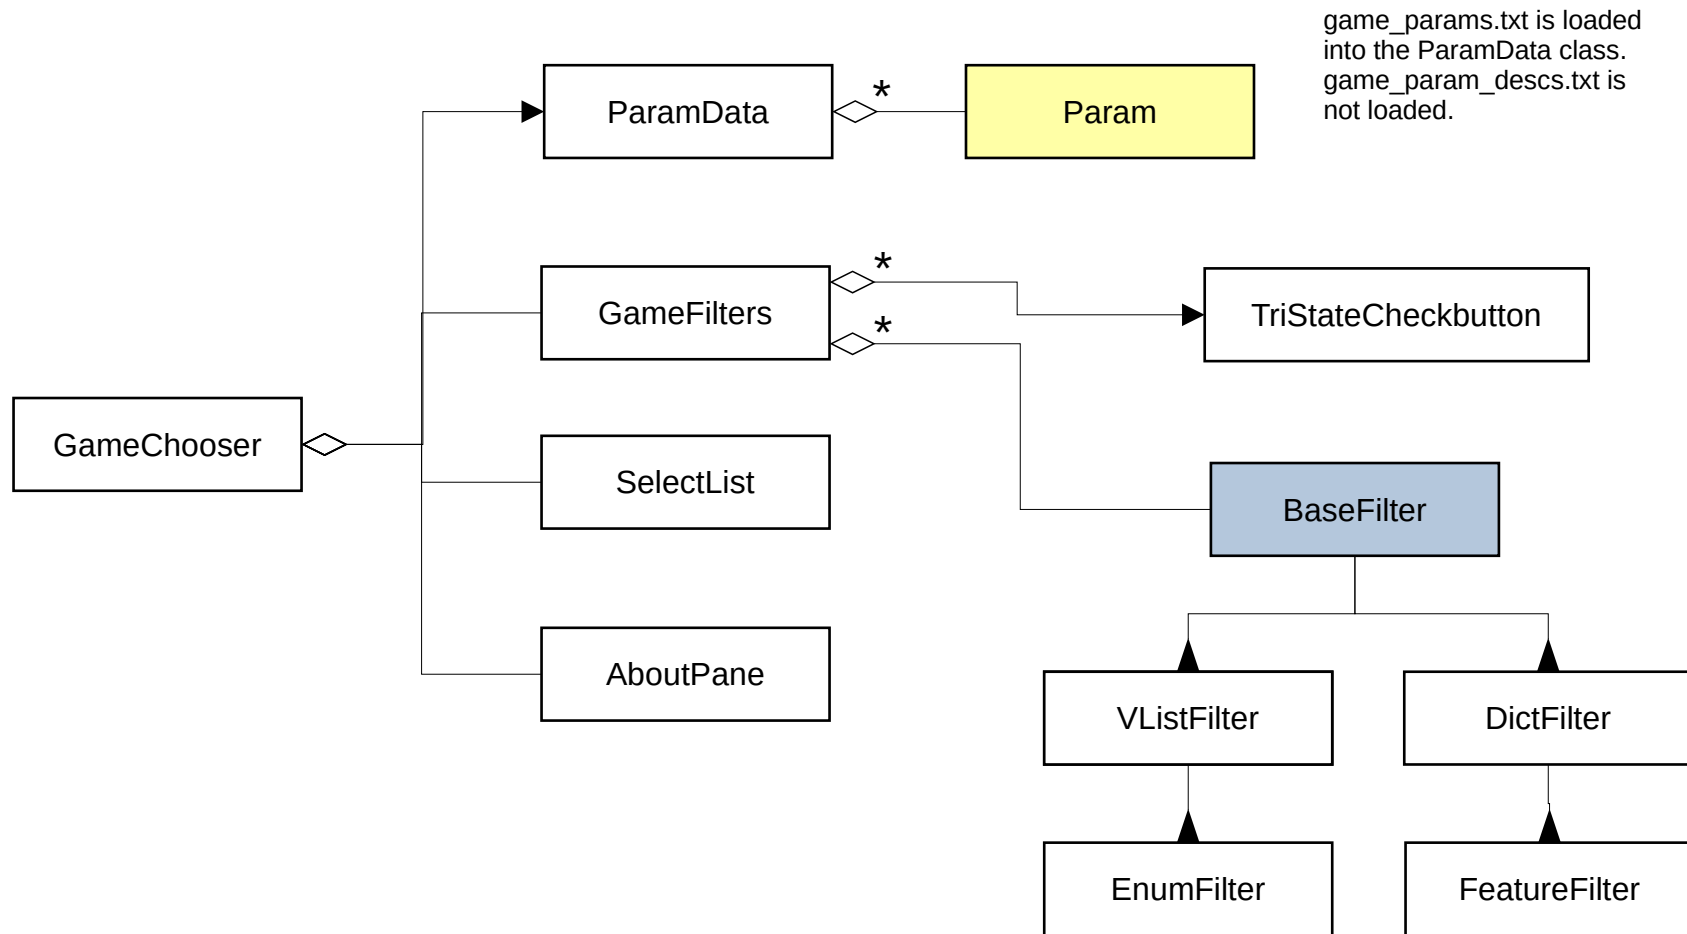 game_params.txt is loaded
into the ParamData class.
game_param_descs.txt is
not loaded.
ParamData
*
Param
GameFilters
*
*
TriStateCheckbutton
GameChooser
SelectList
BaseFilter
AboutPane
VListFilter
DictFilter
EnumFilter
FeatureFilter